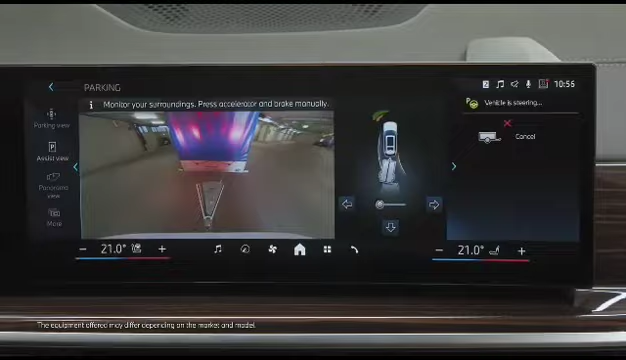 PARKING
10:56
i Monitor your surroundings. Press accelerator and brake manually.
Vehicle is steering...
Parking view
Assist view
Panorama view
More
Cancel
− 21.0° +
− 21.0° +
The equipment offered may differ depending on the market and model.